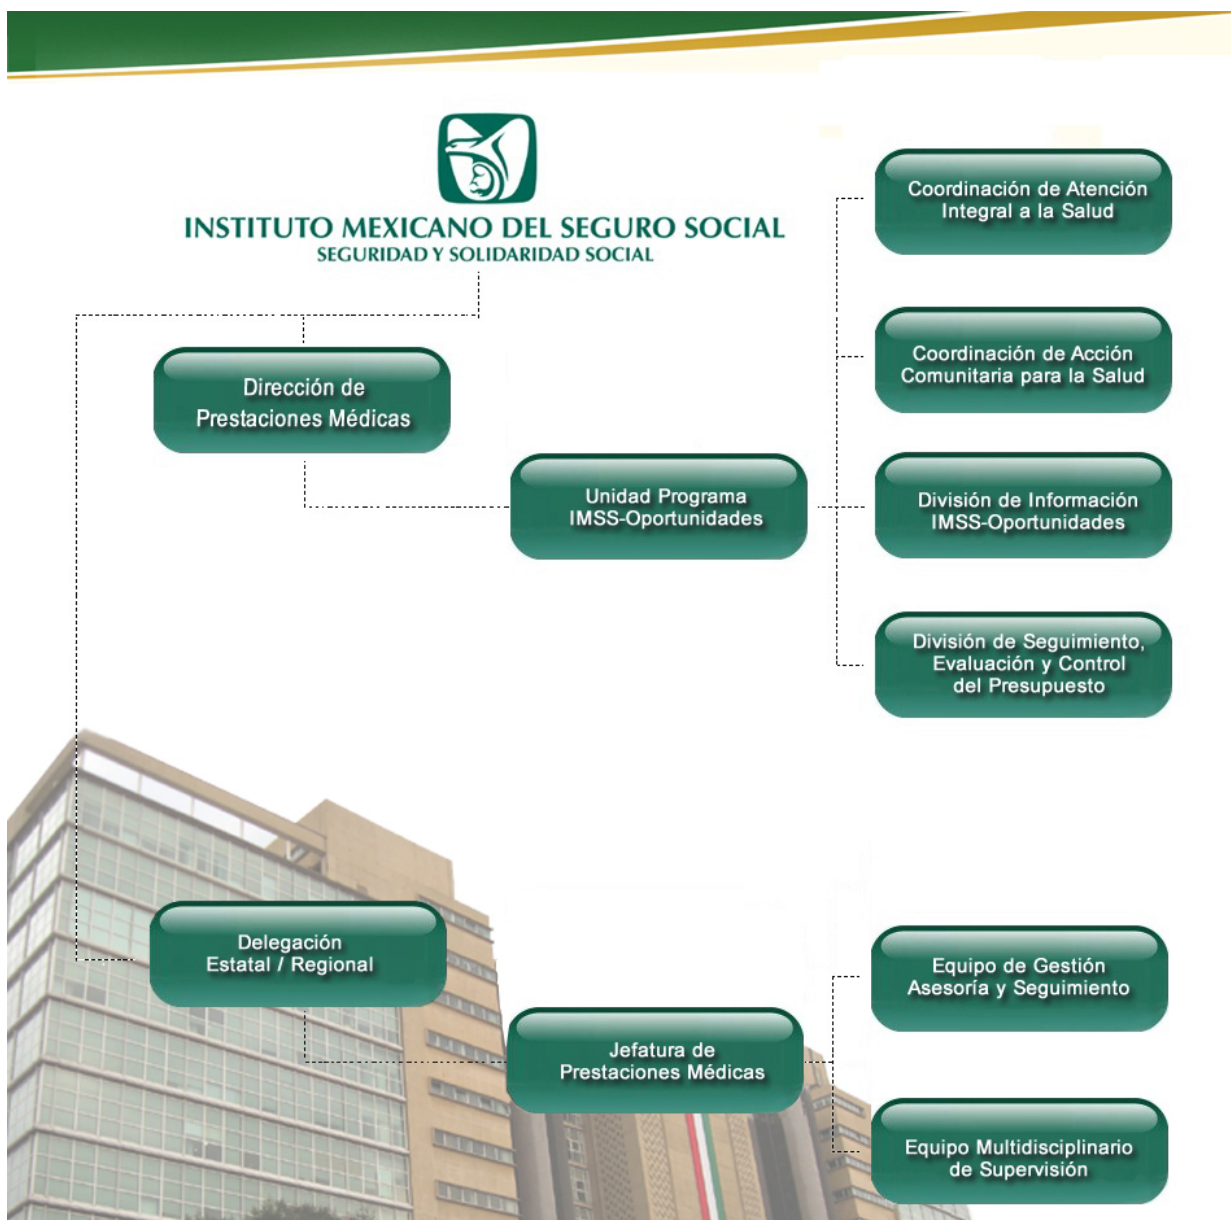 INSTITUTO MEXICANO DEL SEGURO SOCIAL
SEGURIDAD Y SOLIDARIDAD SOCIAL
Dirección de
Prestaciones Médicas
Unidad Programa
IMSS-Oportunidades
Coordinación de Atención
Integral a la Salud
Coordinación de Acción
Comunitaria para la Salud
División de Información
IMSS-Oportunidades
División de Seguimiento,
Evaluación y Control
del Presupuesto
Delegación
Estatal / Regional
Jefatura de
Prestaciones Médicas
Equipo de Gestión
Asesoría y Seguimiento
Equipo Multidisciplinario
de Supervisión